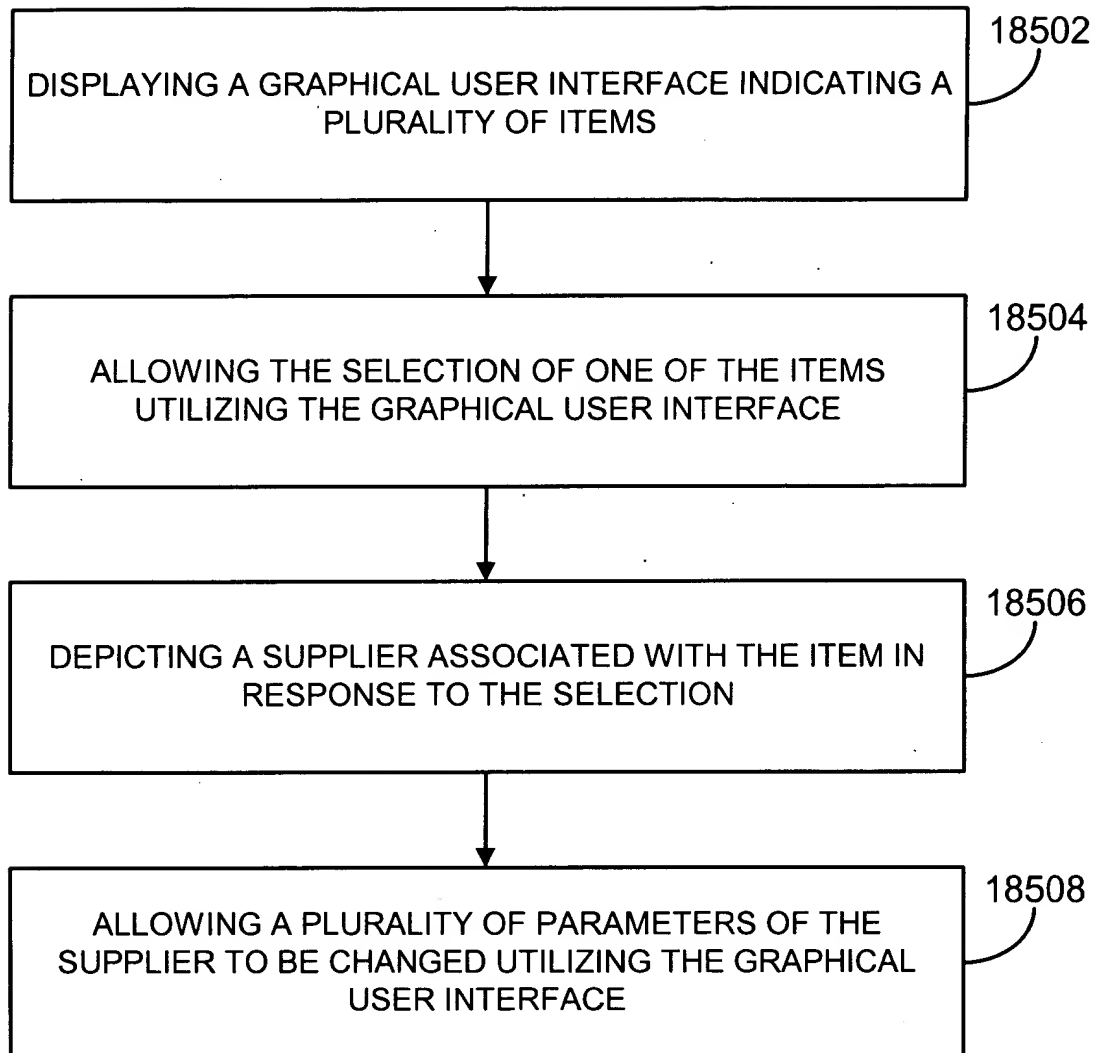 18502
DISPLAYING A GRAPHICAL USER INTERFACE INDICATING A
PLURALITY OF ITEMS
18504
ALLOWING THE SELECTION OF ONE OF THE ITEMS
UTILIZING THE GRAPHICAL USER INTERFACE
18506
DEPICTING A SUPPLIER ASSOCIATED WITH THE ITEM IN
RESPONSE TO THE SELECTION
18508
ALLOWING A PLURALITY OF PARAMETERS OF THE
SUPPLIER TO BE CHANGED UTILIZING THE GRAPHICAL
USER INTERFACE